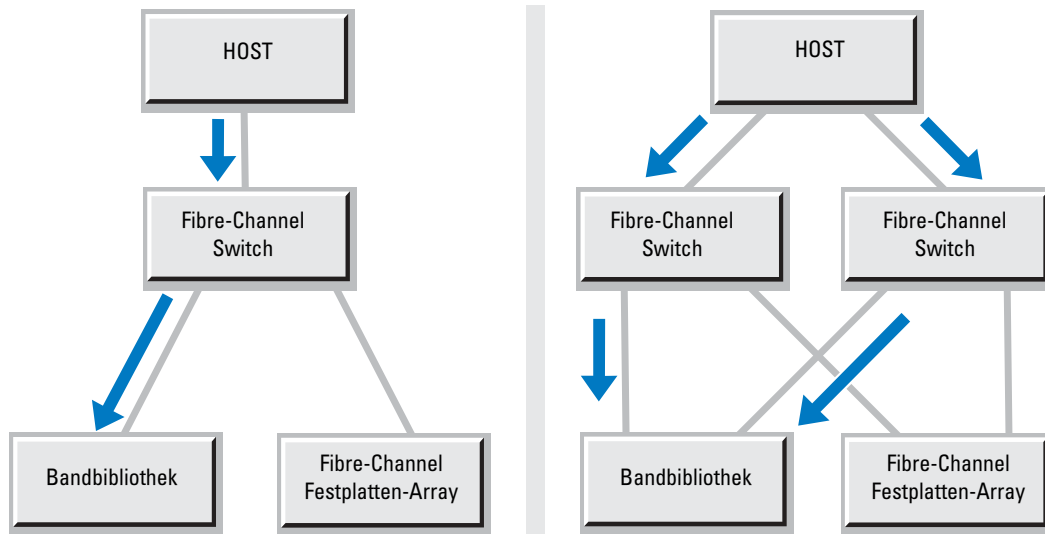 HOST
Fibre-Channel
Switch
Bandbibliothek
Fibre-Channel
Festplatten-Array
HOST
Fibre-Channel
Switch
Fibre-Channel
Switch
Bandbibliothek
Fibre-Channel
Festplatten-Array